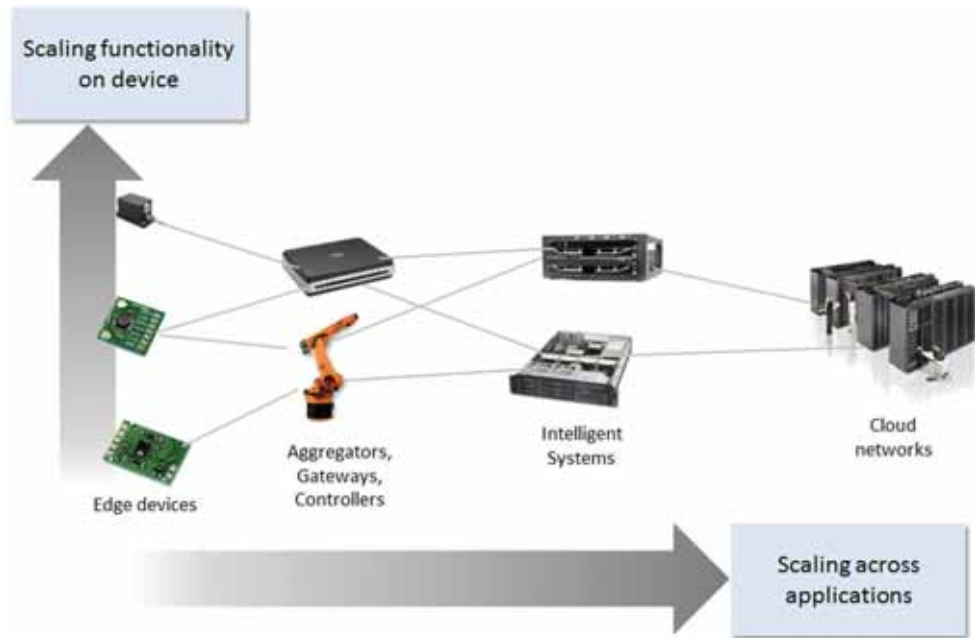 Scaling functionality
on device
Edge devices
Aggregators,
Gateways,
Controllers
Intelligent
Systems
Cloud
networks
Scaling across
applications